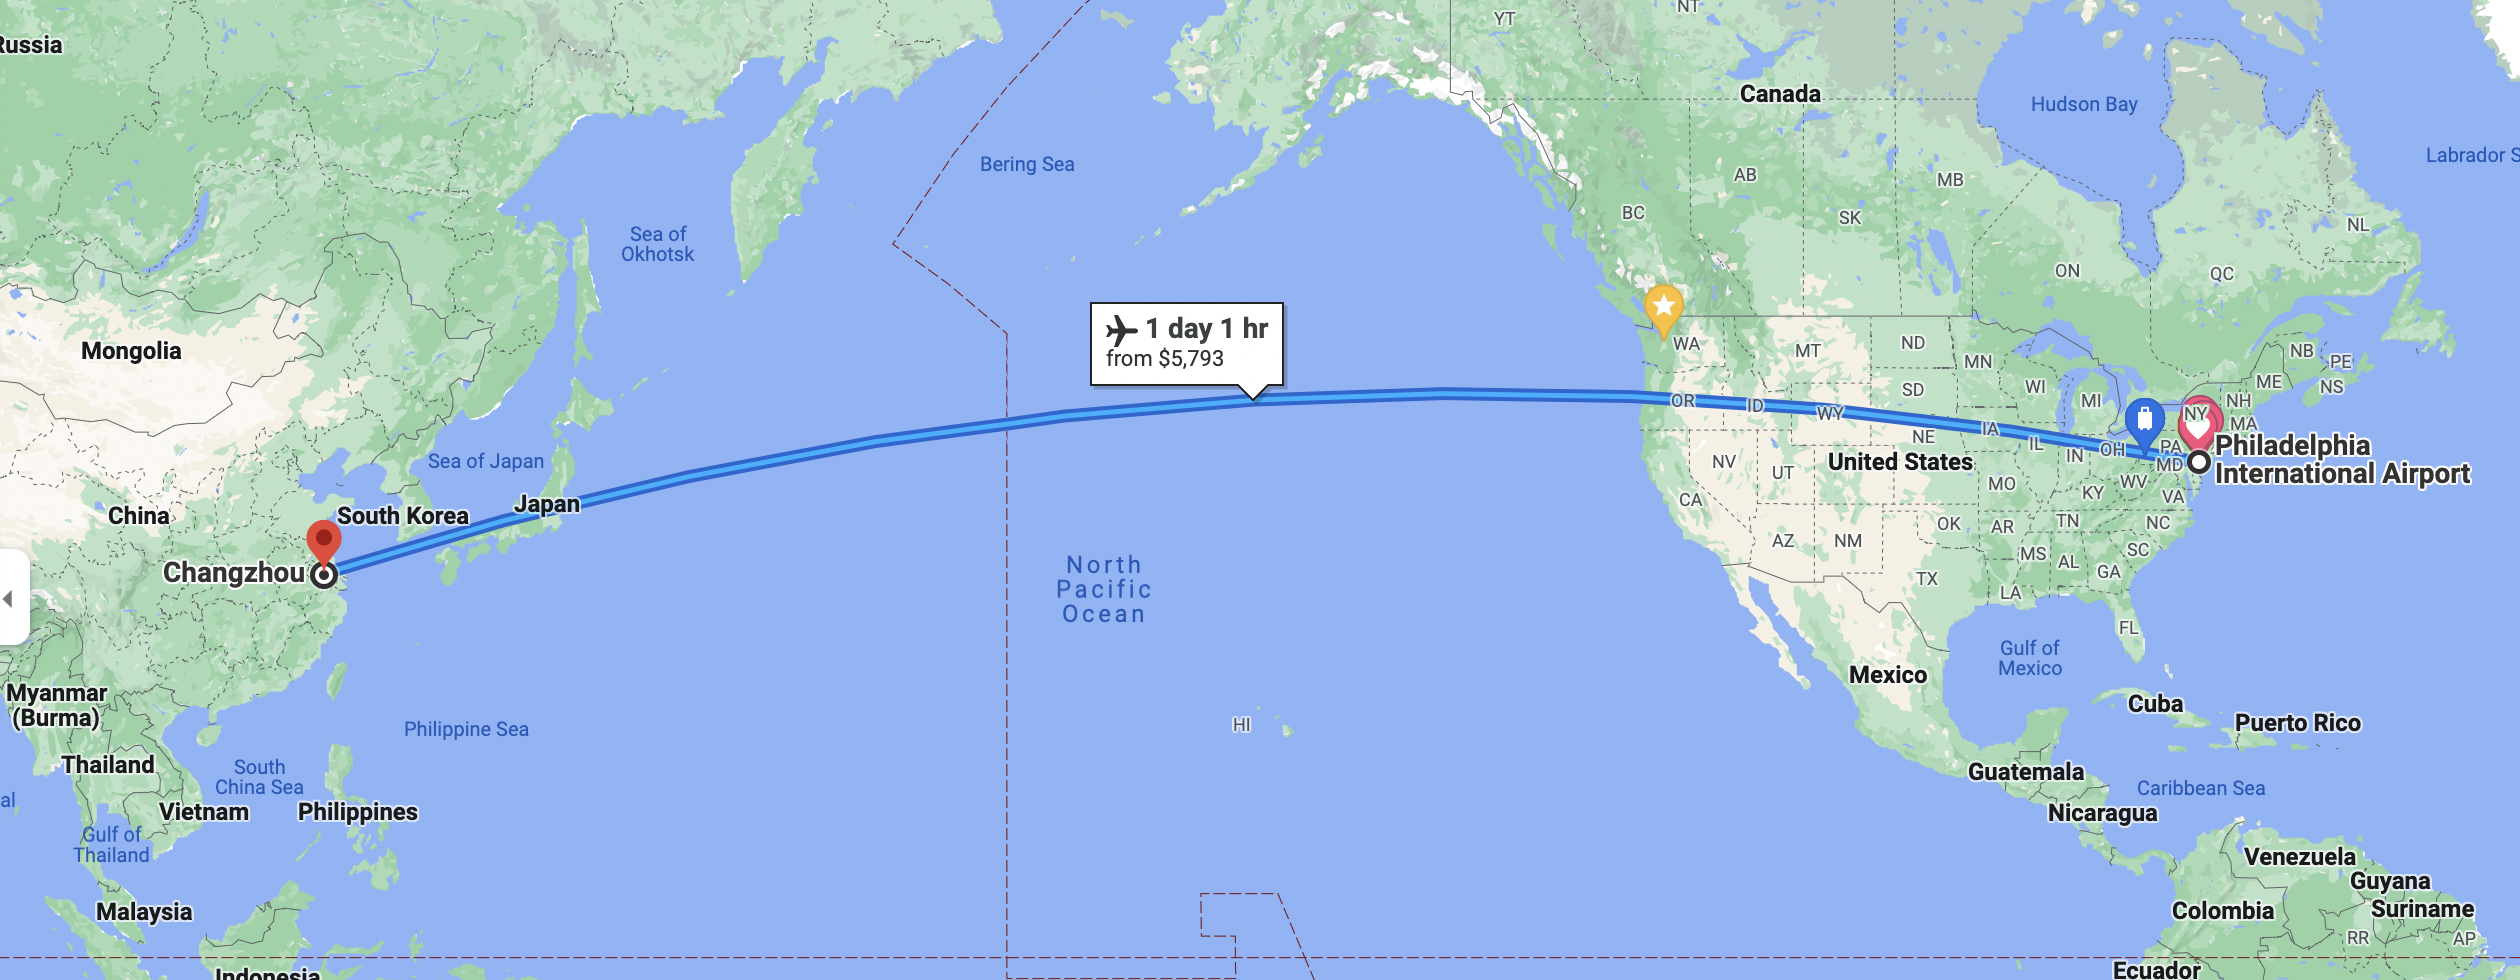 Russia
YT
NT
Canada
Hudson Bay
Labrador S
Bering Sea
AB
MB
SK
BC
NL
Sea of
Okhotsk
ON
QC
1 day 1 hr
from $5,793
Mongolia
WA
MT
ND
MN
NB
PE
SD
WI
ME
NS
OR
ID
WY
MI
NY
NH
MA
IA
NE
IL
IN
OH
PA
MD
Philadelphia
International Airport
Sea of Japan
NV
UT
United States
CA
MO
KY
WV
VA
Japan
China
South Korea
OK
AR
TN
NC
AZ
NM
MS
AL
SC
GA
TX
LA
Changzhou
North
Pacific
Ocean
FL
Gulf of
Mexico
Mexico
Myanmar
(Burma)
Cuba
Puerto Rico
HI
Philippine Sea
Thailand
South
China Sea
Guatemala
Caribbean Sea
al
Vietnam
Philippines
Nicaragua
Gulf of
Thailand
Venezuela
Guyana
Malaysia
Colombia
Suriname
RR
AP
Indonesia
Ecuador